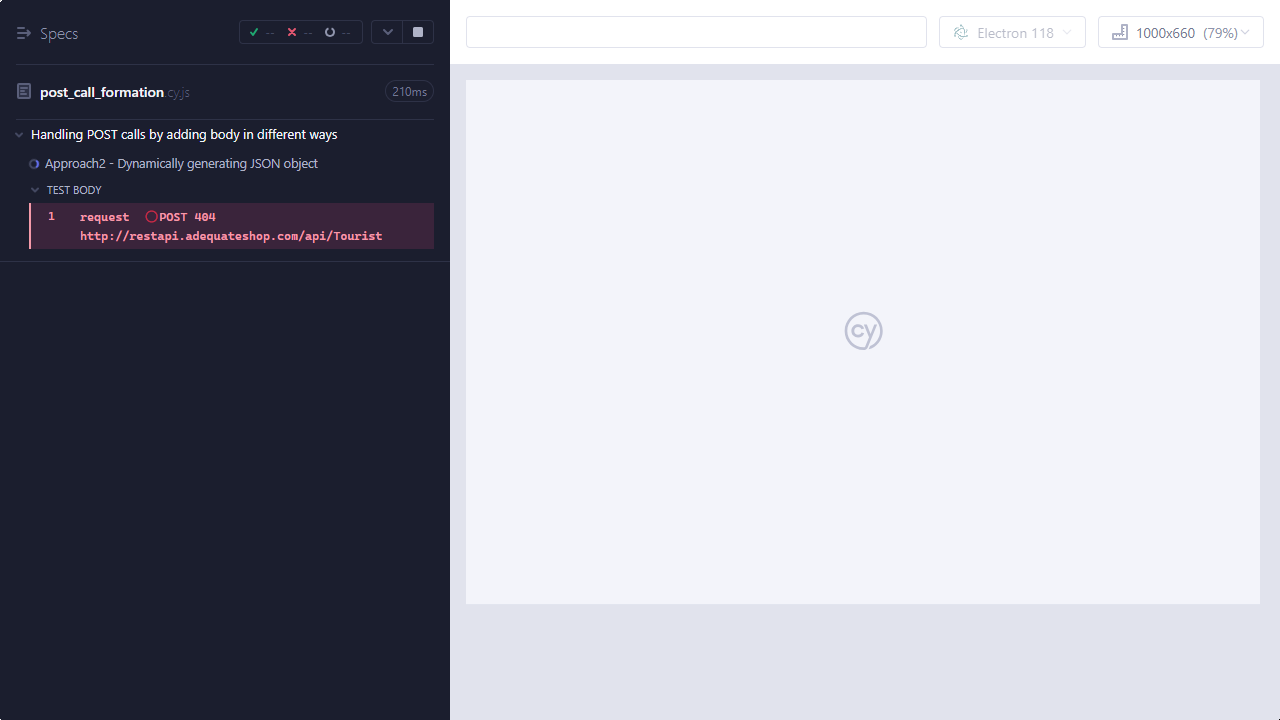 Specs
-- -- --
post_call_formation.cy.js
210ms
Handling POST calls by adding body in different ways
Approach2 - Dynamically generating JSON object
TEST BODY
1 request POST 404
http://restapi.adequateshop.com/api/Tourist
Electron 118
1000x660 (79%)
cy